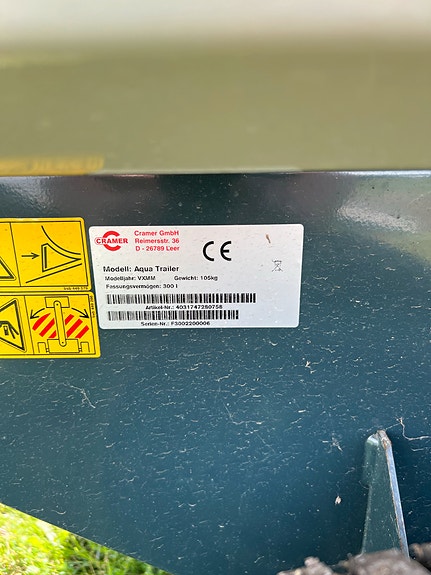 CRAMER
Cramer GmbH
Reimersstr. 36
D - 26789 Leer
CE
Modell: Aqua Trailer
Modelljahr: VXMM Gewicht: 105kg
Fassungsvermögen: 300 l
Artikel-Nr.: 4031747280758
Serien-Nr.: F3002200006